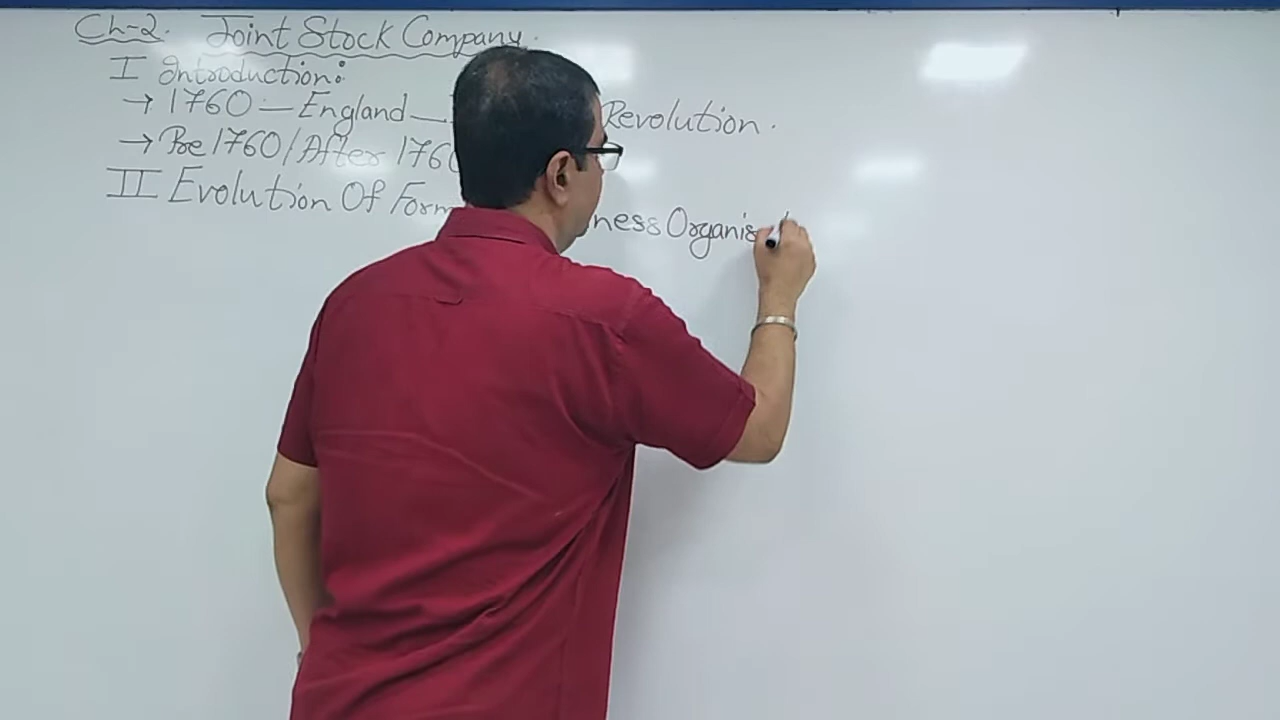 Ch-2. Joint Stock Company.
I Introduction:
→ 1760 — England — Revolution.
→ Pre 1760 / After 1760
II Evolution Of Form ness Organis